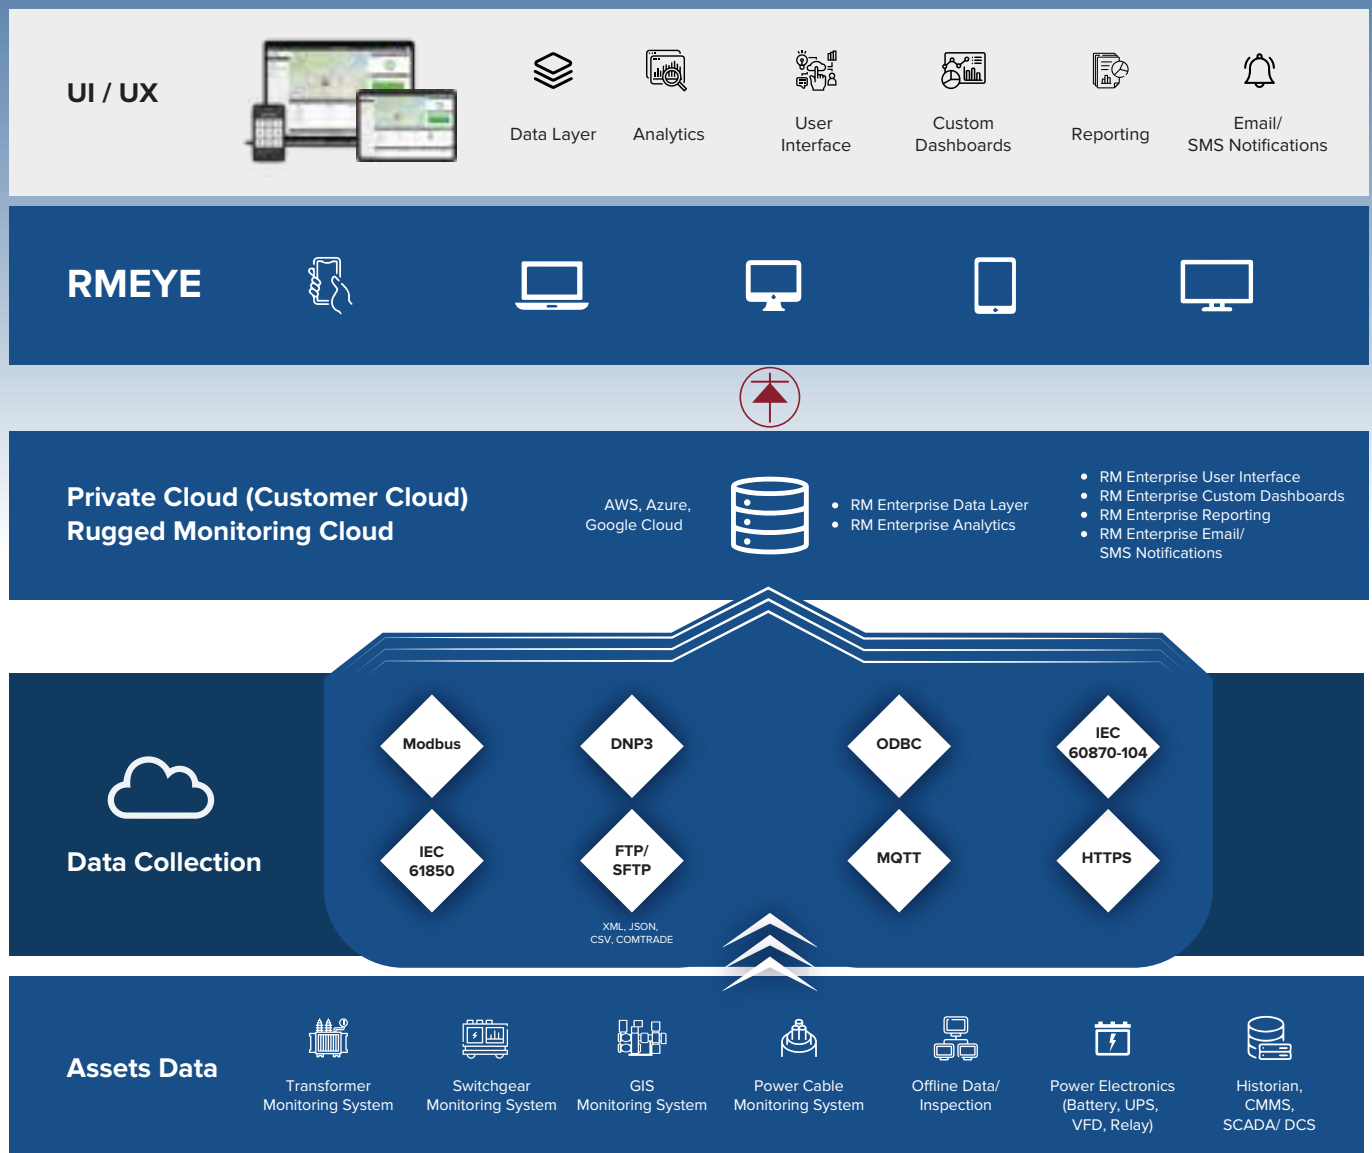 UI / UX
Data Layer
Analytics
User
Interface
Custom
Dashboards
Reporting
Email/
SMS Notifications
RMEYE
Private Cloud (Customer Cloud)
Rugged Monitoring Cloud
AWS, Azure,
Google Cloud
• RM Enterprise Data Layer
• RM Enterprise Analytics
• RM Enterprise User Interface
• RM Enterprise Custom Dashboards
• RM Enterprise Reporting
• RM Enterprise Email/
SMS Notifications
Data Collection
Modbus
DNP3
ODBC
IEC
60870-104
IEC
61850
FTP/
SFTP
MQTT
HTTPS
XML, JSON,
CSV, COMTRADE
Assets Data
Transformer
Monitoring System
Switchgear
Monitoring System
GIS
Monitoring System
Power Cable
Monitoring System
Offline Data/
Inspection
Power Electronics
(Battery, UPS,
VFD, Relay)
Historian,
CMMS,
SCADA/ DCS